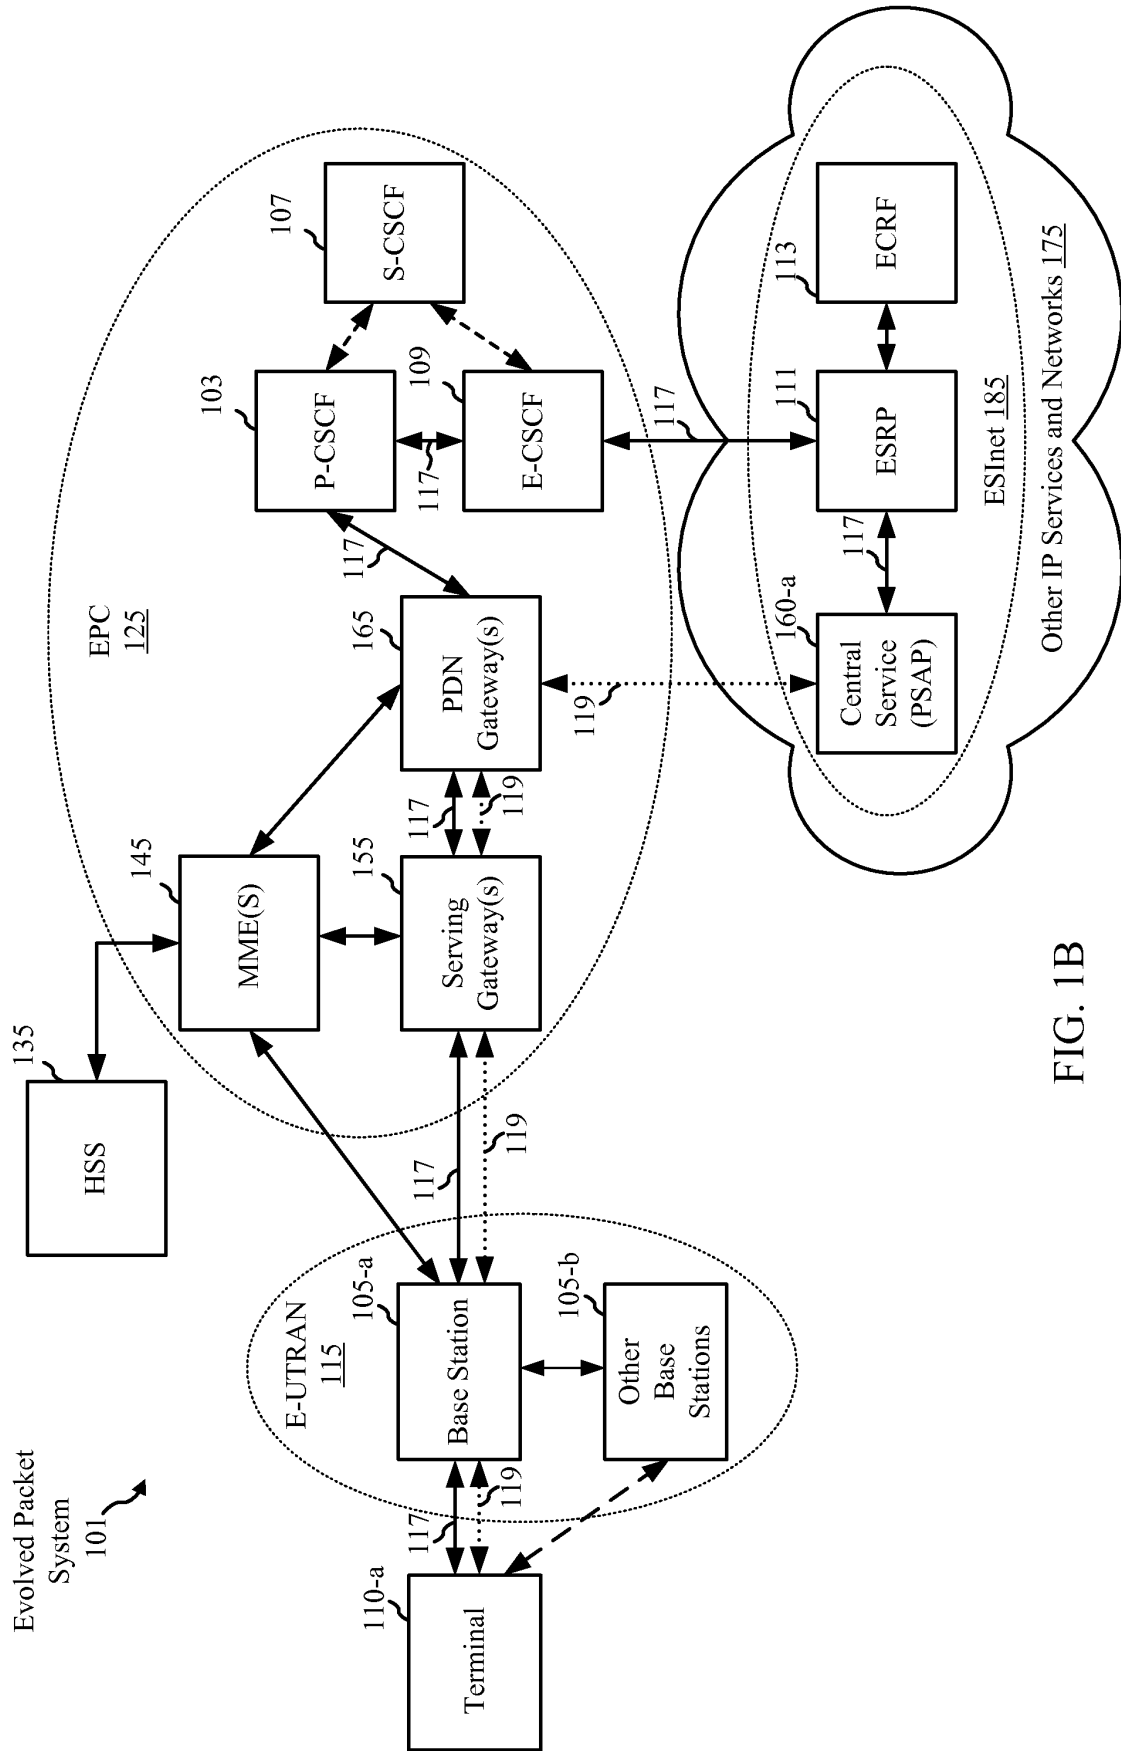 Evolved Packet
System
101
HSS
135
EPC
125
MME(S)
145
E-UTRAN
115
Terminal
110-a
117
119
Base Station
105-a
Other
Base
Stations
105-b
117
119
Serving
Gateway(s)
155
117
119
PDN
Gateway(s)
165
117
P-CSCF
103
S-CSCF
107
117
E-CSCF
109
117
119
Central
Service
(PSAP)
160-a
117
ESRP
111
ECRF
113
ESInet 185
Other IP Services and Networks 175
FIG. 1B